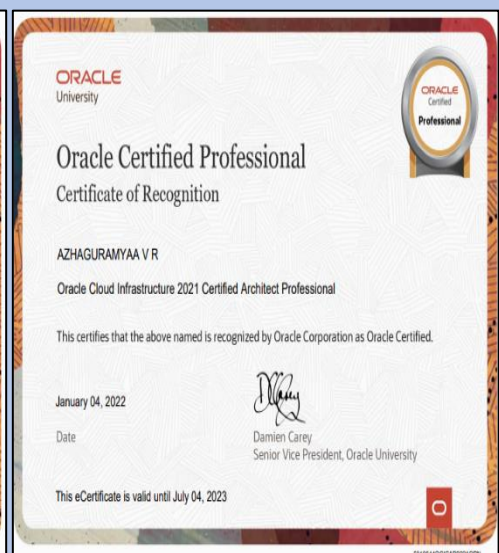 ORACLE
University
ORACLE
Certified
Professional
Oracle Certified Professional
Certificate of Recognition
AZHAGURAMYAA V R
Oracle Cloud Infrastructure 2021 Certified Architect Professional
This certifies that the above named is recognized by Oracle Corporation as Oracle Certified.
January 04, 2022
Date
Damien Carey
Senior Vice President, Oracle University
This eCertificate is valid until July 04, 2023